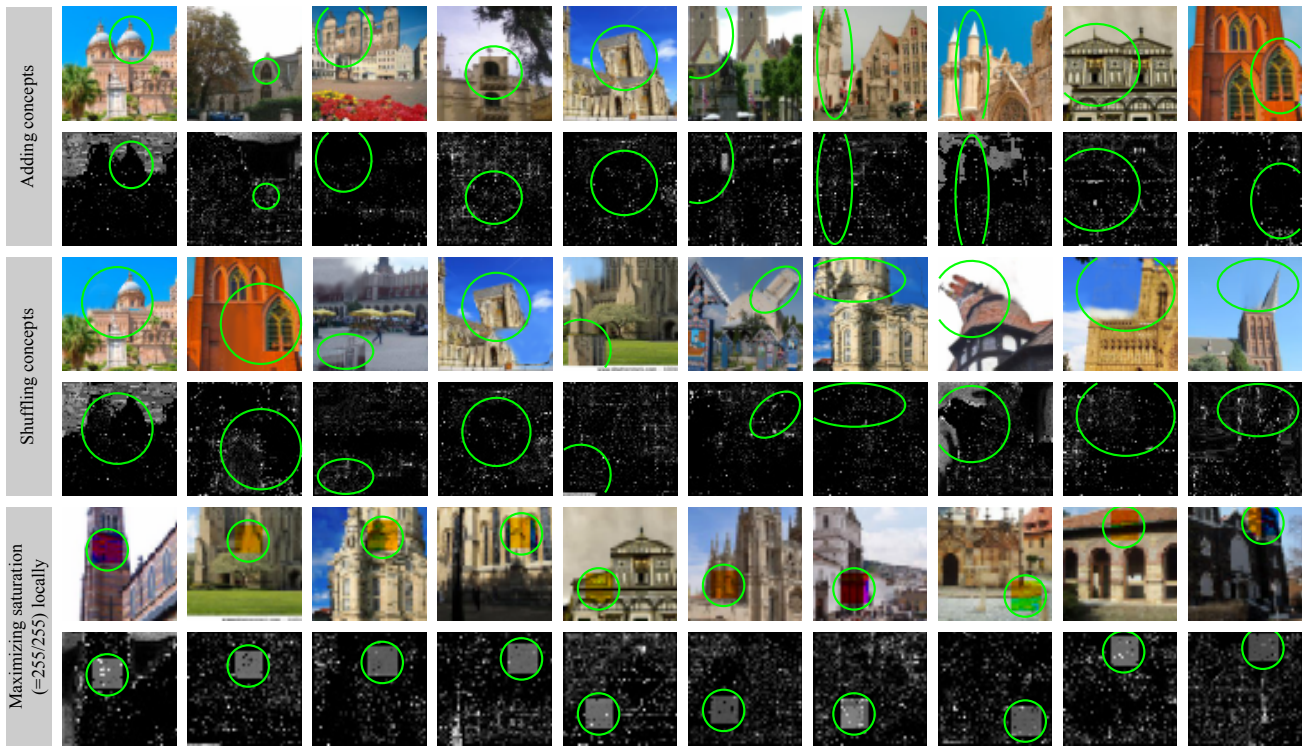 Adding concepts
Shuffling concepts
Maximizing saturation
(=255/255) locally